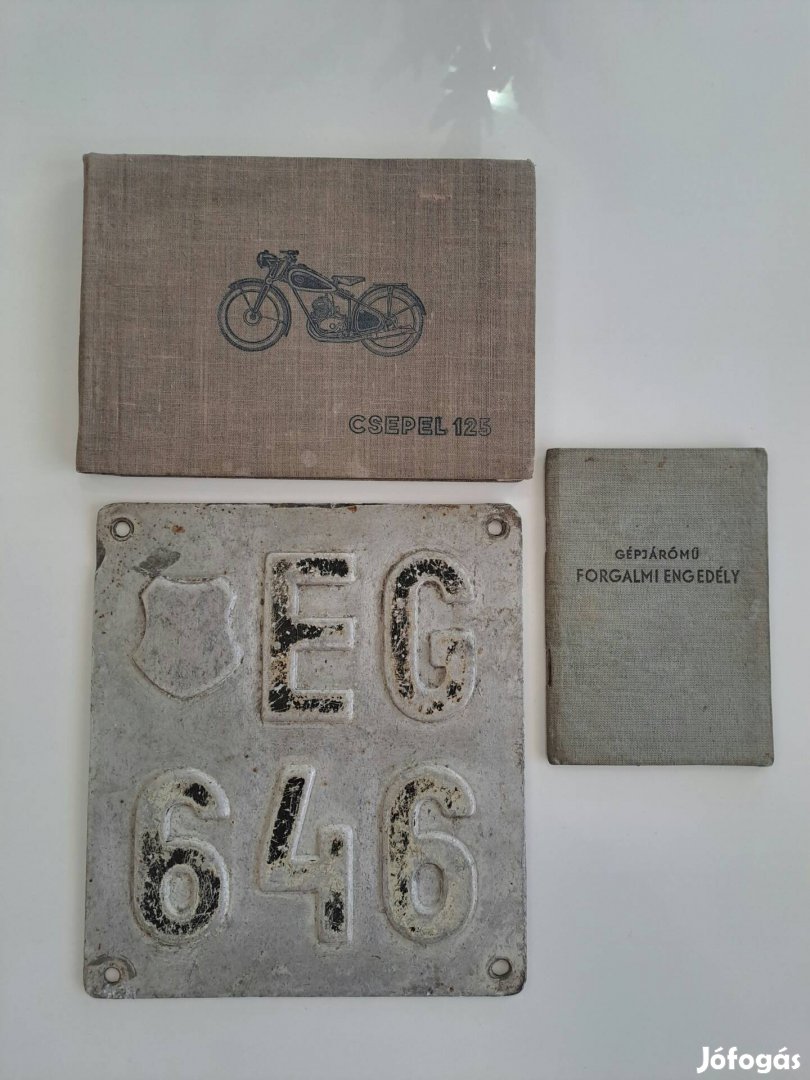 CSEPEL 125
EG
646
GÉPJÁRÓMŰ
FORGALMI ENGEDÉLY
Jófogás